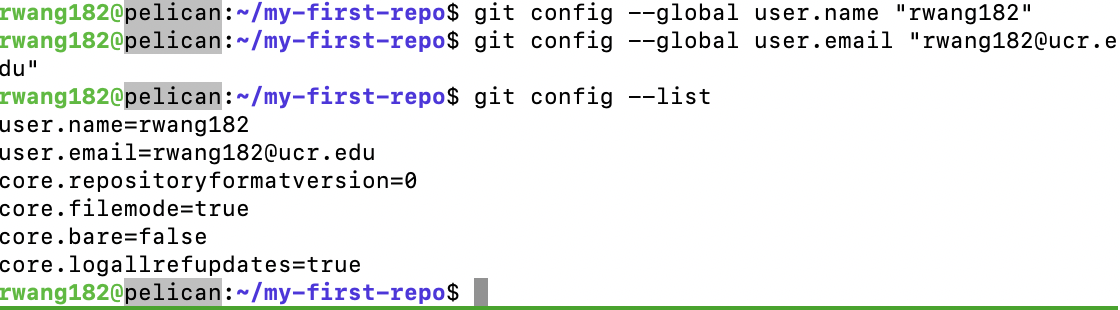 rwang182@pelican:~/my-first-repo$ git config --global user.name "rwang182"
rwang182@pelican:~/my-first-repo$ git config --global user.email "rwang182@ucr.e
du"
rwang182@pelican:~/my-first-repo$ git config --list
user.name=rwang182
user.email=rwang182@ucr.edu
core.repositoryformatversion=0
core.filemode=true
core.bare=false
core.logallrefupdates=true
rwang182@pelican:~/my-first-repo$